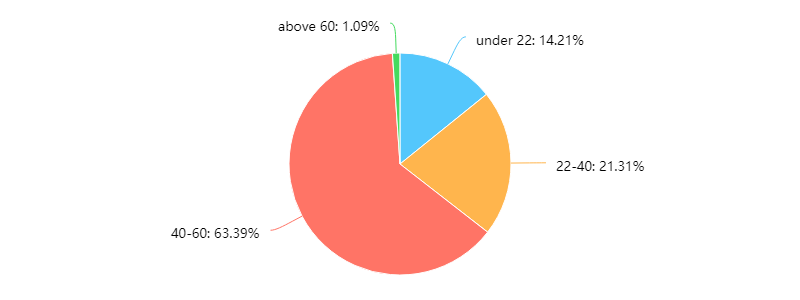 above 60: 1.09%
under 22: 14.21%
22-40: 21.31%
40-60: 63.39%